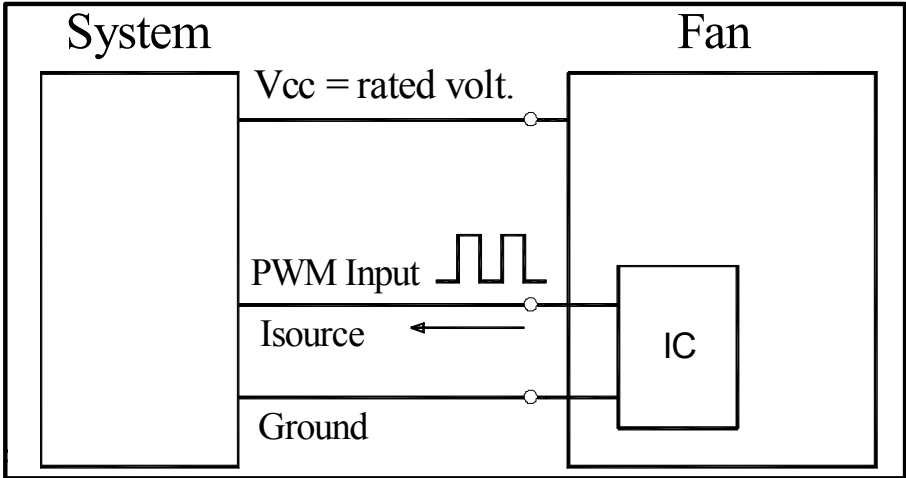 System
Fan
Vcc = rated volt.
PWM Input
Isource
IC
Ground